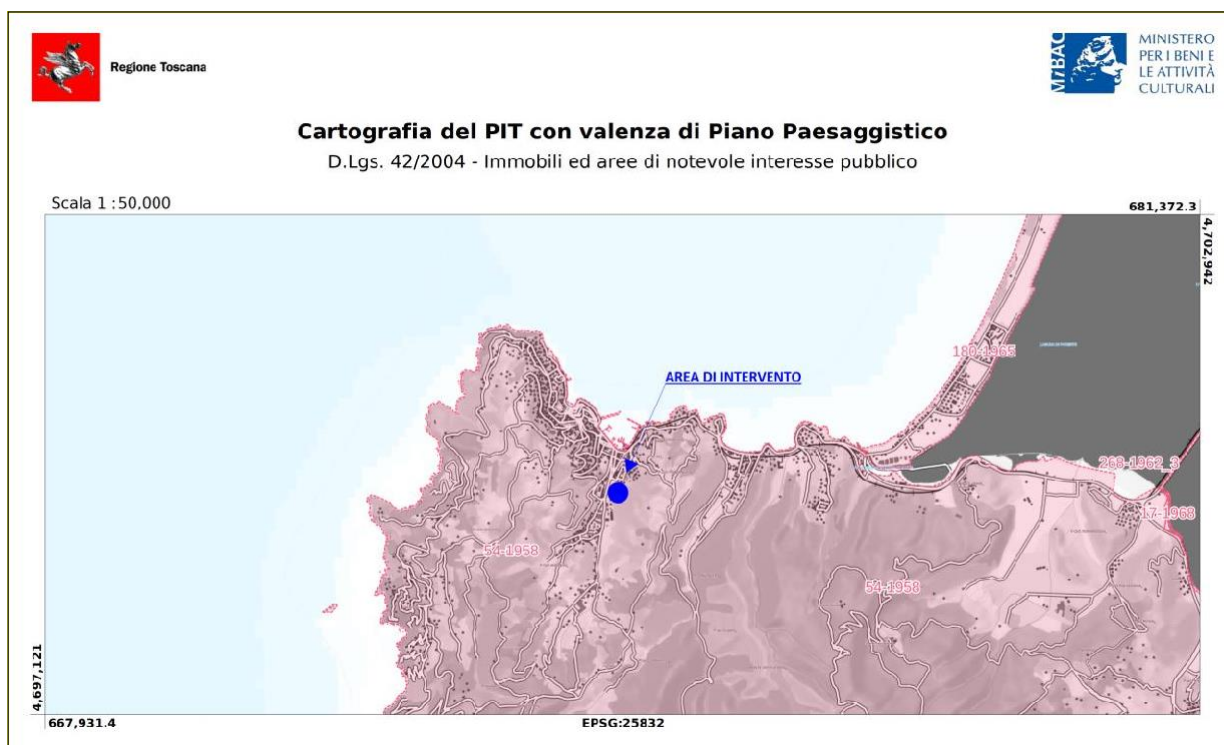 Regione Toscana
MiBAC
MINISTERO
PER I BENI E
LE ATTIVITÀ
CULTURALI
Cartografia del PIT con valenza di Piano Paesaggistico
D.Lgs. 42/2004 - Immobili ed aree di notevole interesse pubblico
Scala 1 : 50,000
681,372.3
4,702,942
180-1965
AREA DI INTERVENTO
268-1962_3
17-1968
54-1958
54-1958
4,697,121
667,931.4
EPSG:25832